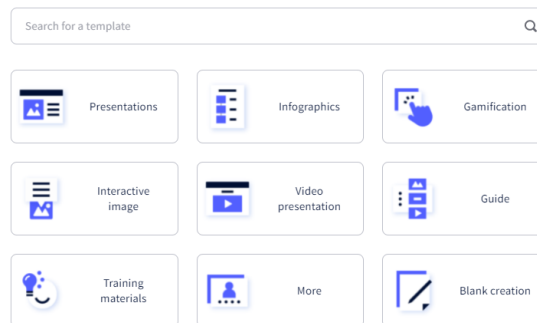 Search for a template
Presentations
Infographics
Gamification
Interactive
image
Video
presentation
Guide
Training
materials
More
Blank creation